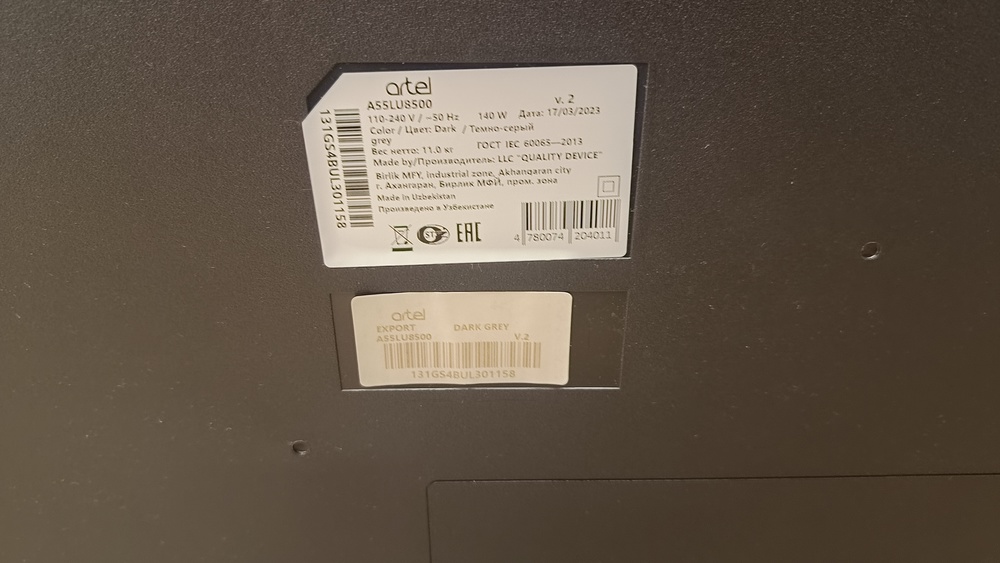 artel
A55LU8500
v. 2
110-240 V / ~50 Hz 140 W Дата: 17/03/2023
Color / Цвет: Dark / Темно-серый
grey
Вес нетто: 11.0 кг ГОСТ IEC 60065—2013
Made by/Производитель: LLC "QUALITY DEVICE"
Birlik MFY, industrial zone, Akhangaran city
г. Ахангаран, Бирлик МФЙ, пром. зона
Made in Uzbekistan
Произведено в Узбекистане
EAC
4 780074 204011
131GS4BUL301158
artel
EXPORT DARK GREY
A55LU8500 V.2
131GS4BUL301158